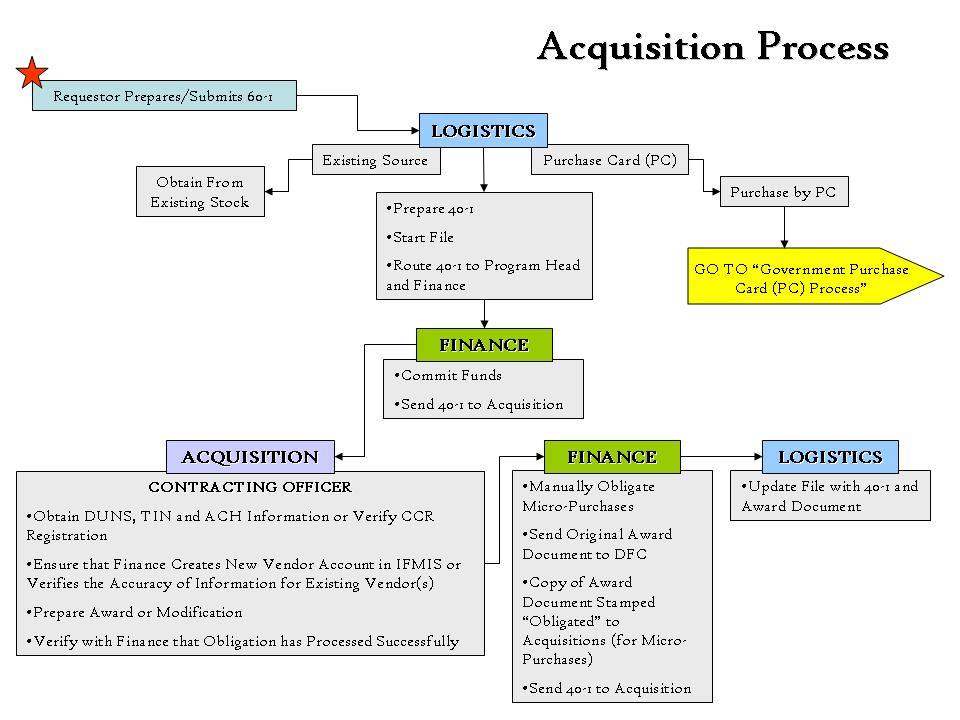 Acquisition Process
Requestor Prepares/Submits 60-1
LOGISTICS
Existing Source
Purchase Card (PC)
Obtain From
Existing Stock
Purchase by PC
•Prepare 40-1
•Start File
•Route 40-1 to Program Head
and Finance
GO TO “Government Purchase
Card (PC) Process”
FINANCE
•Commit Funds
•Send 40-1 to Acquisition
ACQUISITION
CONTRACTING OFFICER
•Obtain DUNS, TIN and ACH Information or Verify CCR
Registration
•Ensure that Finance Creates New Vendor Account in IFMIS or
Verifies the Accuracy of Information for Existing Vendor(s)
•Prepare Award or Modification
•Verify with Finance that Obligation has Processed Successfully
FINANCE
•Manually Obligate
Micro-Purchases
•Send Original Award
Document to DFC
•Copy of Award
Document Stamped
“Obligated” to
Acquisitions (for Micro-
Purchases)
•Send 40-1 to Acquisition
LOGISTICS
•Update File with 40-1 and
Award Document